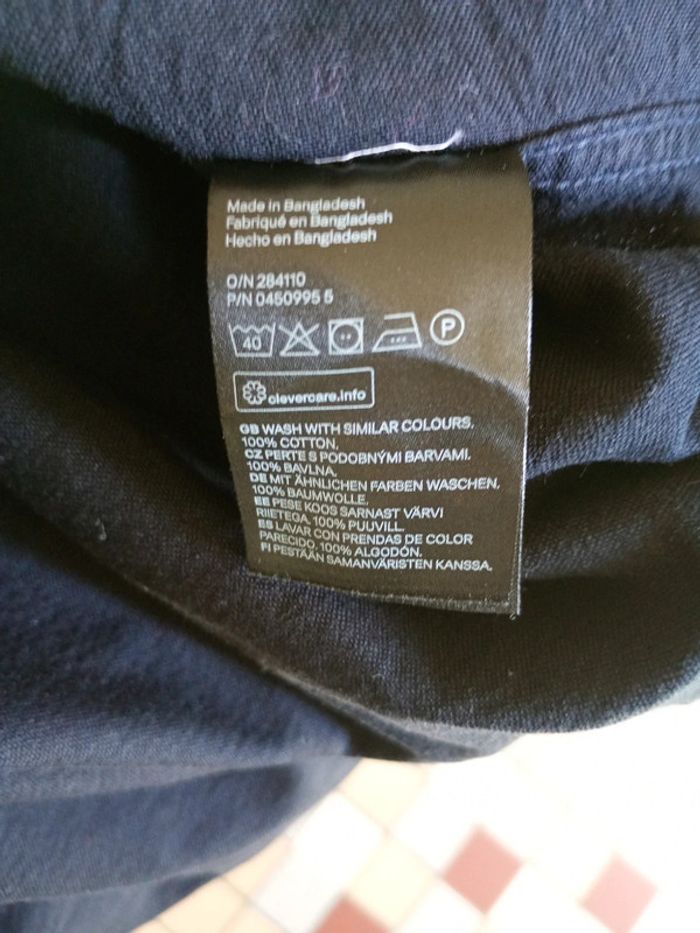 Made in Bangladesh
Fabriqué en Bangladesh
Hecho en Bangladesh
O/N 284110
P/N 0450995 5
40 P
clevercare.info
GB WASH WITH SIMILAR COLOURS.
100% COTTON.
CZ PERTE S PODOBNÝMI BARVAMI.
100% BAVLNA.
DE MIT ÄHNLICHEN FARBEN WASCHEN.
100% BAUMWOLLE.
EE PESE KOOS SARNAST VÄRVI
RIIETEGA. 100% PUUVILL.
ES LAVAR CON PRENDAS DE COLOR
PARECIDO. 100% ALGODÓN.
FI PESTÄÄN SAMANVÄRISTEN KANSSA.